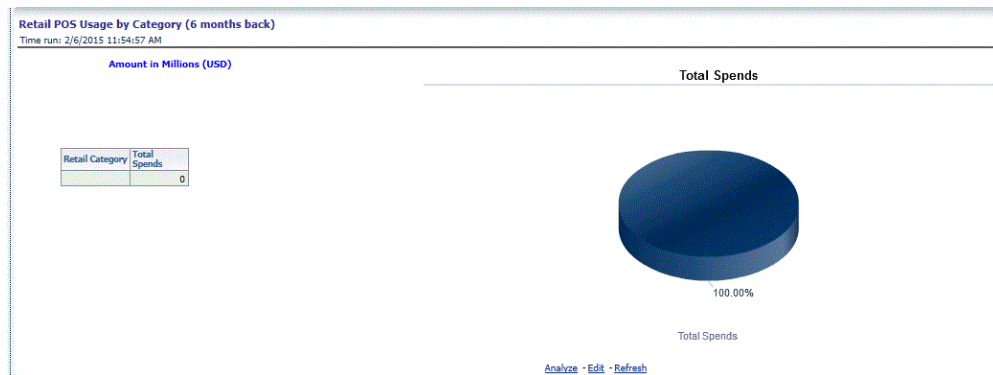 Retail POS Usage by Category (6 months back)
Time run: 2/6/2015 11:54:57 AM
Amount in Millions (USD)
Total Spends
Retail Category Total
Spends
0
100.00%
Total Spends
Analyze - Edit - Refresh